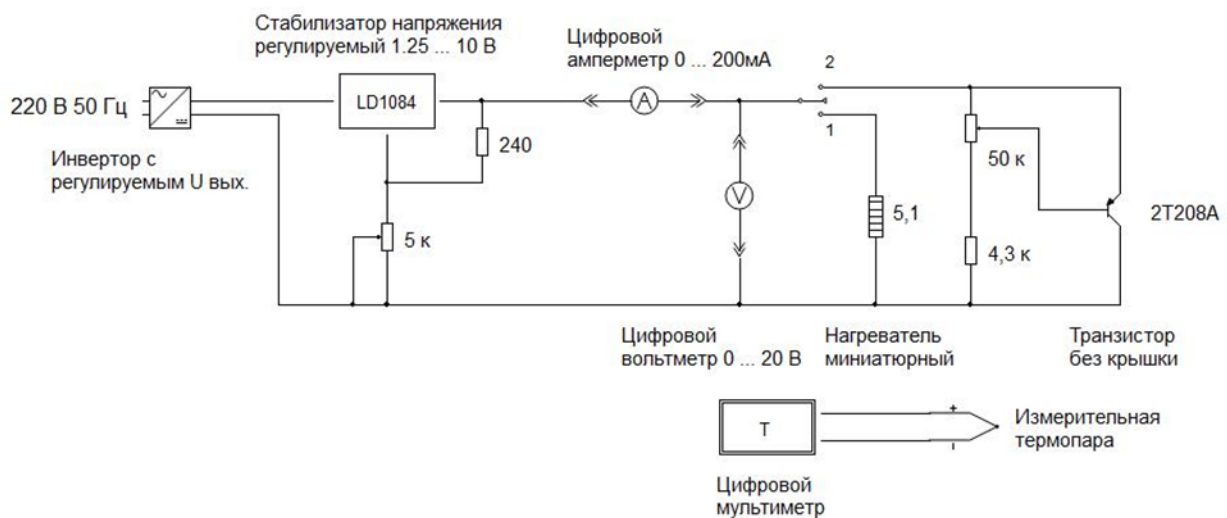 Стабилизатор напряжения
регулируемый 1.25 ... 10 В
Цифровой
амперметр 0 ... 200мА
220 В 50 Гц
LD1084
A
2
1
Инвертор с
регулируемым U вых.
240
50 к
V
5,1
2Т208А
5 к
4,3 к
Цифровой
вольтметр 0 ... 20 В
Нагреватель
миниатюрный
Транзистор
без крышки
T
+
-
Измерительная
термопара
Цифровой
мультиметр